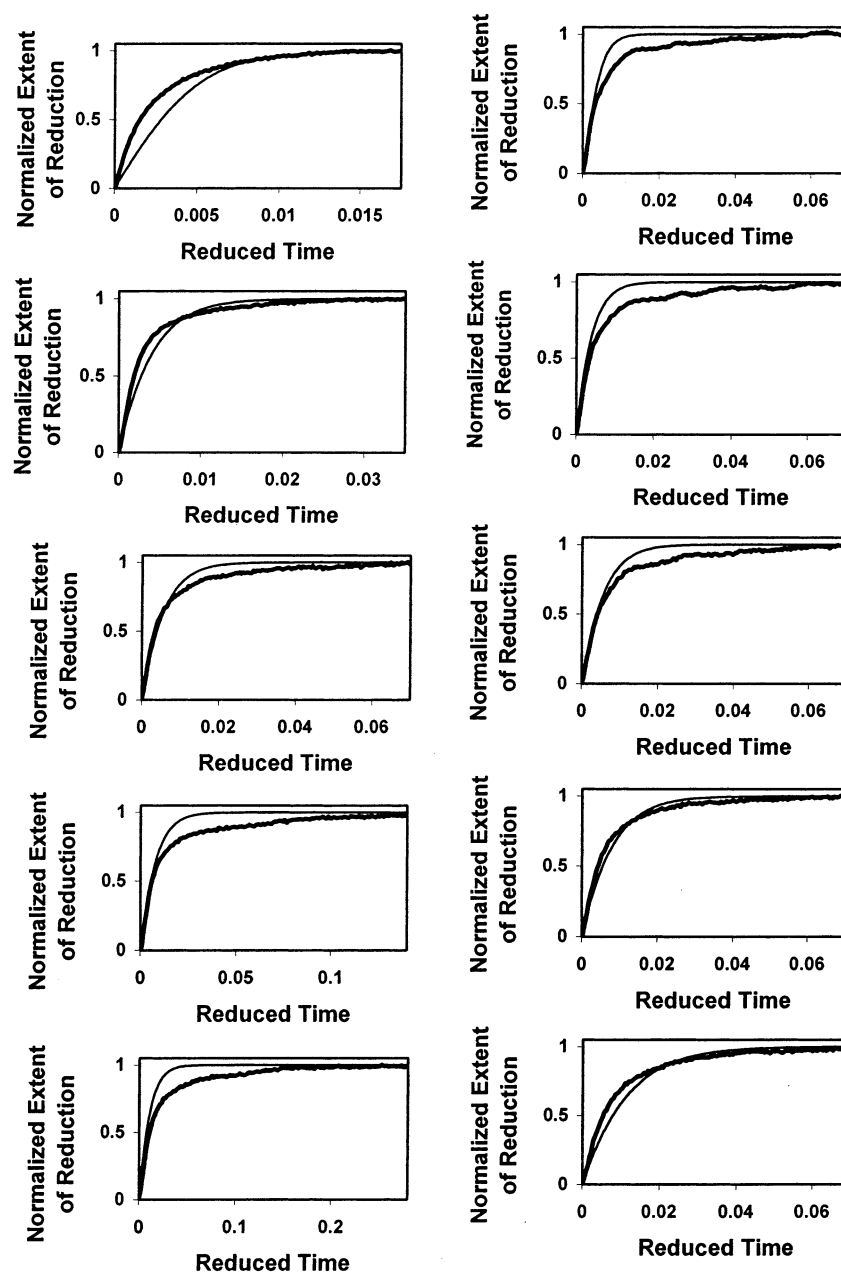 Normalized Extent
of Reduction
1
0.5
0
0
0.005
0.01
0.015
Reduced Time
Normalized Extent
of Reduction
1
0.5
0
0
0.01
0.02
0.03
Reduced Time
Normalized Extent
of Reduction
1
0.5
0
0
0.02
0.04
0.06
Reduced Time
Normalized Extent
of Reduction
1
0.5
0
0
0.05
0.1
Reduced Time
Normalized Extent
of Reduction
1
0.5
0
0
0.1
0.2
Reduced Time
Normalized Extent
of Reduction
1
0.5
0
0
0.02
0.04
0.06
Reduced Time
Normalized Extent
of Reduction
1
0.5
0
0
0.02
0.04
0.06
Reduced Time
Normalized Extent
of Reduction
1
0.5
0
0
0.02
0.04
0.06
Reduced Time
Normalized Extent
of Reduction
1
0.5
0
0
0.02
0.04
0.06
Reduced Time
Normalized Extent
of Reduction
1
0.5
0
0
0.02
0.04
0.06
Reduced Time